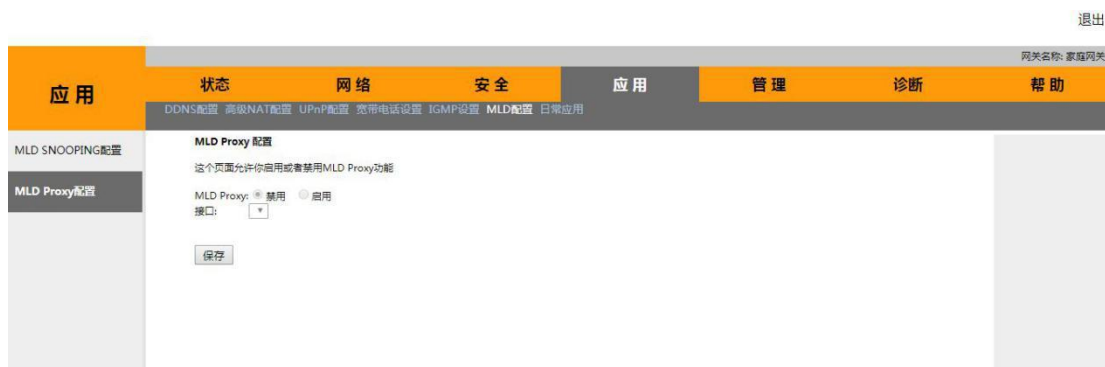 退出
网关名称: 家庭网关
应用
状态 网络 安全 应用 管理 诊断 帮助
DDNS配置 高级NAT配置 UPnP配置 宽带电话设置 IGMP设置 MLD配置 日常应用
MLD SNOOPING配置
MLD Proxy配置
MLD Proxy 配置
这个页面允许你启用或者禁用MLD Proxy功能
MLD Proxy: 禁用 启用
接口:
保存